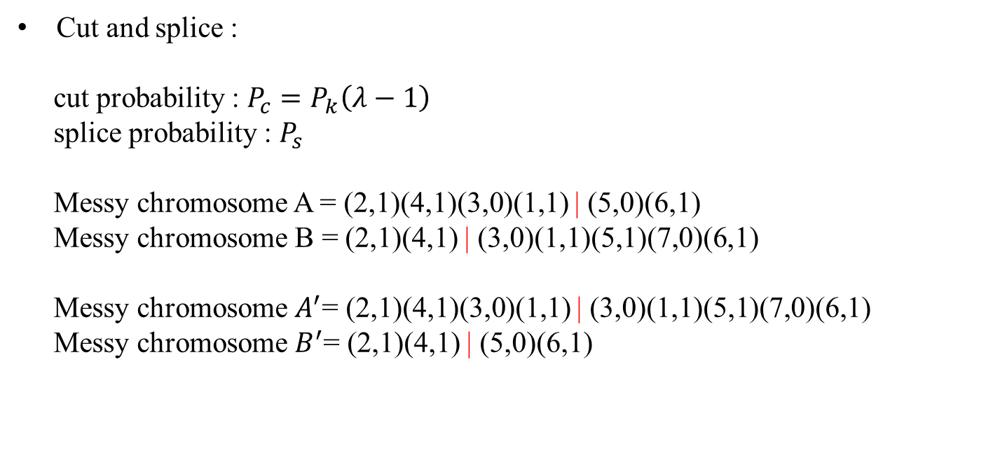 • Cut and splice :
cut probability : P_c = P_k(λ − 1)
splice probability : P_s
Messy chromosome A = (2,1)(4,1)(3,0)(1,1) | (5,0)(6,1)
Messy chromosome B = (2,1)(4,1) | (3,0)(1,1)(5,1)(7,0)(6,1)
Messy chromosome A′= (2,1)(4,1)(3,0)(1,1) | (3,0)(1,1)(5,1)(7,0)(6,1)
Messy chromosome B′= (2,1)(4,1) | (5,0)(6,1)